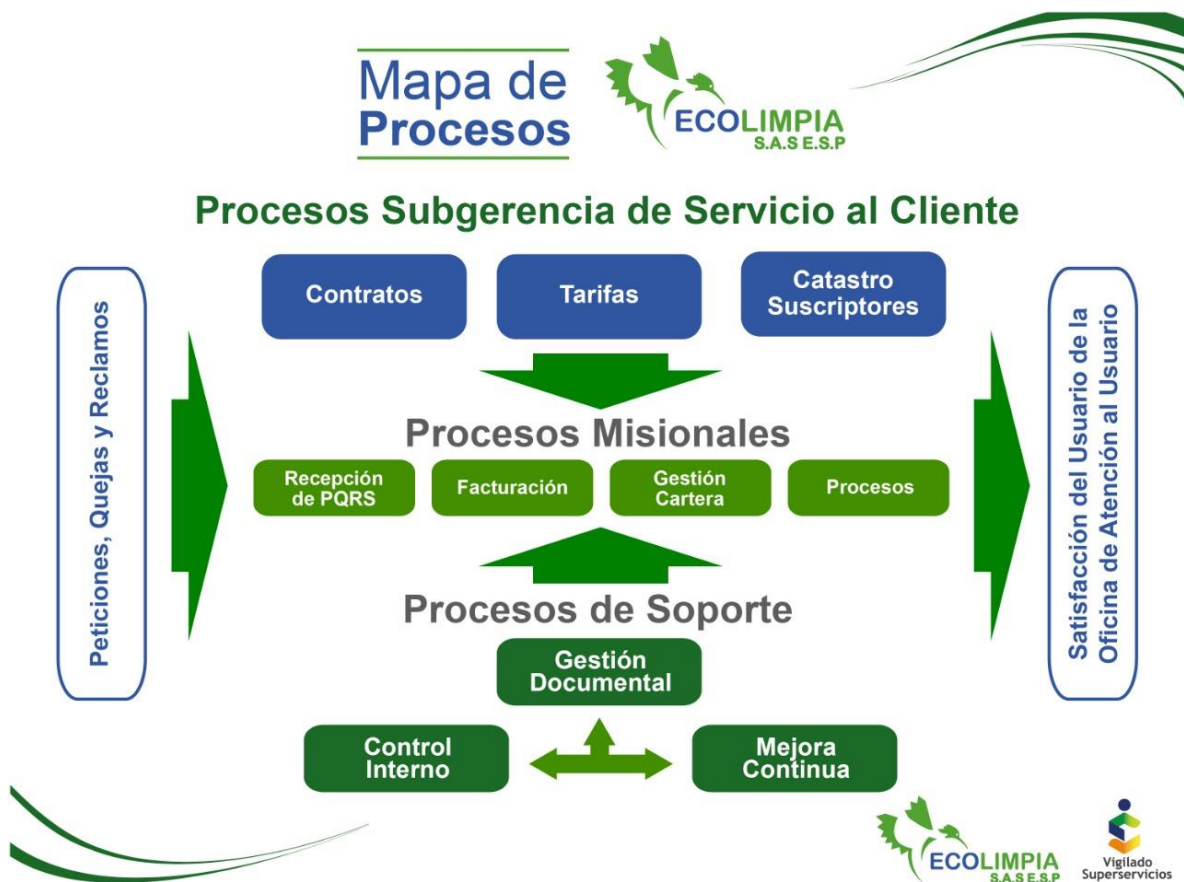 Mapa de
Procesos
ECOLIMPIA
S.A.S E.S.P
Procesos Subgerencia de Servicio al Cliente
Peticiones, Quejas y Reclamos
Contratos
Tarifas
Catastro
Suscriptores
Procesos Misionales
Recepción
de PQRS
Facturación
Gestión
Cartera
Procesos
Procesos de Soporte
Gestión
Documental
Control
Interno
Mejora
Continua
Satisfacción del Usuario de la
Oficina de Atención al Usuario
ECOLIMPIA
S.A.S E.S.P
Vigilado
Superservicios